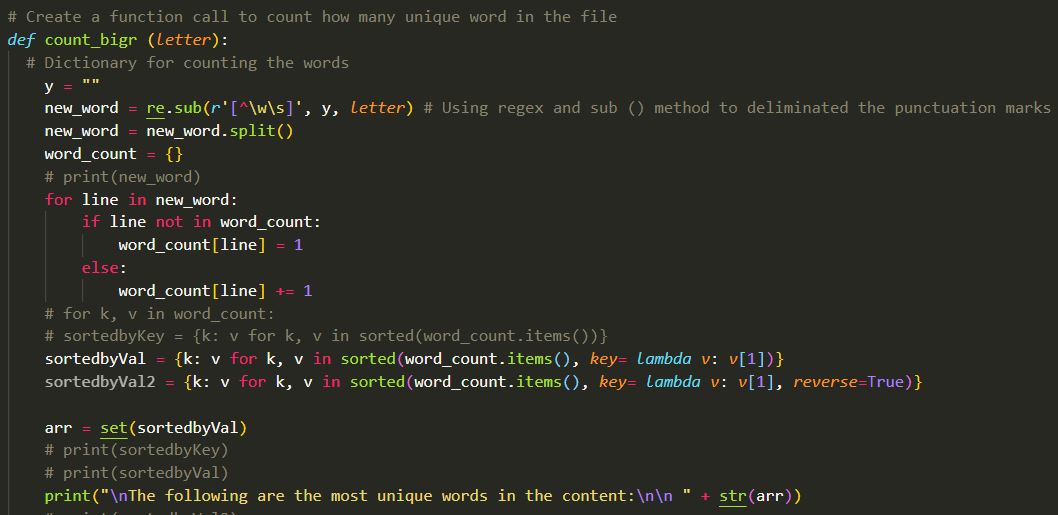 # Create a function call to count how many unique word in the file
def count_bigr (letter):
# Dictionary for counting the words
y = ""
new_word = re.sub(r'[^\w\s]', y, letter) # Using regex and sub () method to deliminated the punctuation marks
new_word = new_word.split()
word_count = {}
# print(new_word)
for line in new_word:
if line not in word_count:
word_count[line] = 1
else:
word_count[line] += 1
# for k, v in word_count:
# sortedbyKey = {k: v for k, v in sorted(word_count.items())}
sortedbyVal = {k: v for k, v in sorted(word_count.items(), key= lambda v: v[1])}
sortedbyVal2 = {k: v for k, v in sorted(word_count.items(), key= lambda v: v[1], reverse=True)}
arr = set(sortedbyVal)
# print(sortedbyKey)
# print(sortedbyVal)
print("\nThe following are the most unique words in the content:\n\n " + str(arr))